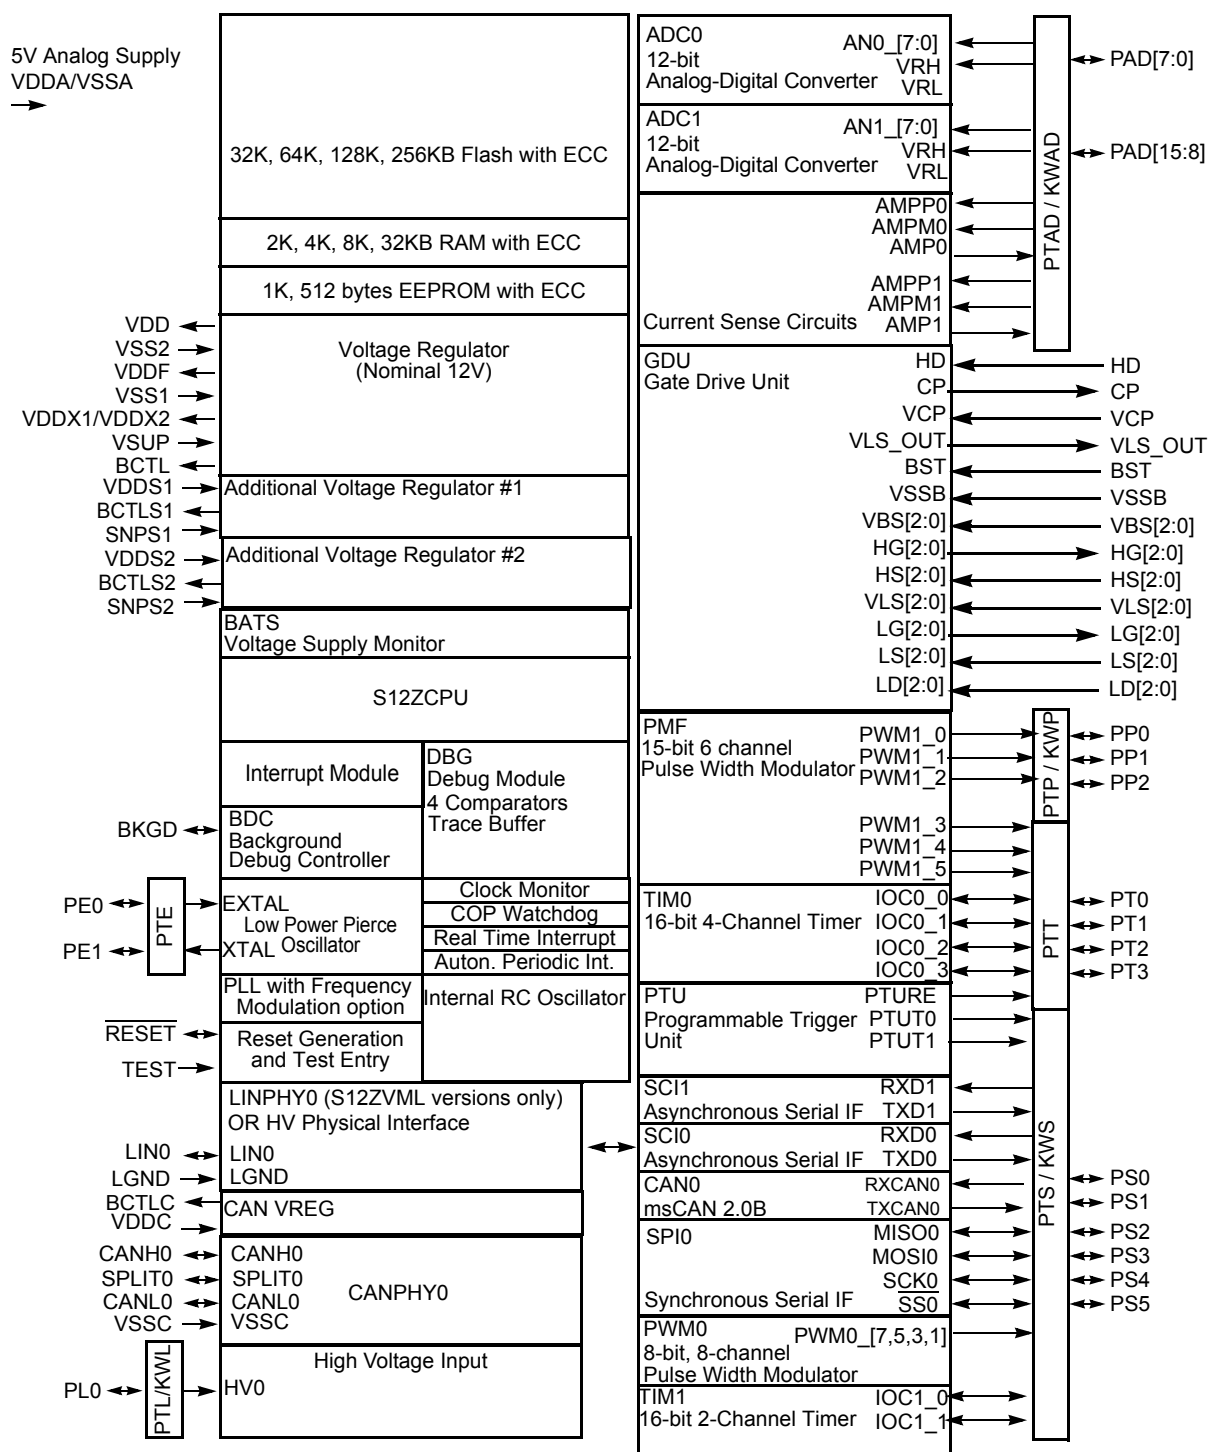 5V Analog Supply
VDDA/VSSA
32K, 64K, 128K, 256KB Flash with ECC
2K, 4K, 8K, 32KB RAM with ECC
1K, 512 bytes EEPROM with ECC
VDD
VSS2
VDDF
VSS1
VDDX1/VDDX2
VSUP
BCTL
Voltage Regulator
(Nominal 12V)
VDDS1
BCTLS1
SNPS1
Additional Voltage Regulator #1
VDDS2
BCTLS2
SNPS2
Additional Voltage Regulator #2
BATS
Voltage Supply Monitor
S12ZCPU
Interrupt Module
DBG
Debug Module
4 Comparators
Trace Buffer
BKGD
BDC
Background
Debug Controller
PE0
PE1
PTE
EXTAL
Low Power Pierce
Oscillator
XTAL
Clock Monitor
COP Watchdog
Real Time Interrupt
Auton. Periodic Int.
PLL with Frequency
Modulation option
Internal RC Oscillator
RESET
TEST
Reset Generation
and Test Entry
LINPHY0 (S12ZVML versions only)
OR HV Physical Interface
LIN0
LIN0
LGND
LGND
BCTLC
VDDC
CAN VREG
CANH0
CANH0
SPLIT0
SPLIT0
CANL0
CANL0
VSSC
VSSC
CANPHY0
PL0
PTL/KWL
High Voltage Input
HV0
ADC0
12-bit
Analog-Digital Converter
AN0_[7:0]
VRH
VRL
ADC1
12-bit
Analog-Digital Converter
AN1_[7:0]
VRH
VRL
Current Sense Circuits
AMPP0
AMPM0
AMP0
AMPP1
AMPM1
AMP1
PTAD / KWAD
PAD[7:0]
PAD[15:8]
GDU
Gate Drive Unit
HD
HD
CP
CP
VCP
VCP
VLS_OUT
VLS_OUT
BST
BST
VSSB
VSSB
VBS[2:0]
VBS[2:0]
HG[2:0]
HG[2:0]
HS[2:0]
HS[2:0]
VLS[2:0]
VLS[2:0]
LG[2:0]
LG[2:0]
LS[2:0]
LS[2:0]
LD[2:0]
LD[2:0]
PMF
15-bit 6 channel
Pulse Width Modulator
PWM1_0
PWM1_1
PWM1_2
PWM1_3
PWM1_4
PWM1_5
PTP / KWP
PP0
PP1
PP2
TIM0
16-bit 4-Channel Timer
IOC0_0
IOC0_1
IOC0_2
IOC0_3
PTT
PT0
PT1
PT2
PT3
PTU
Programmable Trigger
Unit
PTURE
PTUT0
PTUT1
SCI1
Asynchronous Serial IF
RXD1
TXD1
SCI0
Asynchronous Serial IF
RXD0
TXD0
CAN0
msCAN 2.0B
RXCAN0
TXCAN0
SPI0
Synchronous Serial IF
MISO0
MOSI0
SCK0
SS0
PTS / KWS
PS0
PS1
PS2
PS3
PS4
PS5
PWM0
8-bit, 8-channel
Pulse Width Modulator
PWM0_[7,5,3,1]
TIM1
16-bit 2-Channel Timer
IOC1_0
IOC1_1